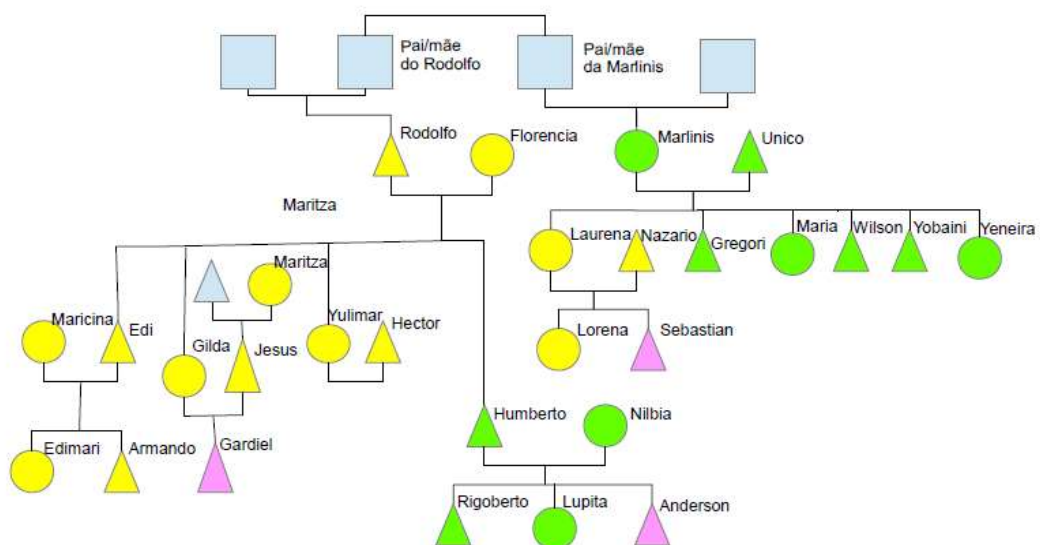 Pai/mãe
do Rodolfo
Pai/mãe
da Marlinis
Rodolfo
Florencia
Marlinis
Unico
Maritza
Laurena
Nazario
Gregori
Maria
Wilson
Yobaini
Yeneira
Maritza
Maricina
Edi
Gilda
Jesus
Yulimar
Hector
Lorena
Sebastian
Humberto
Nilbia
Edimari
Armando
Gardiel
Rigoberto
Lupita
Anderson